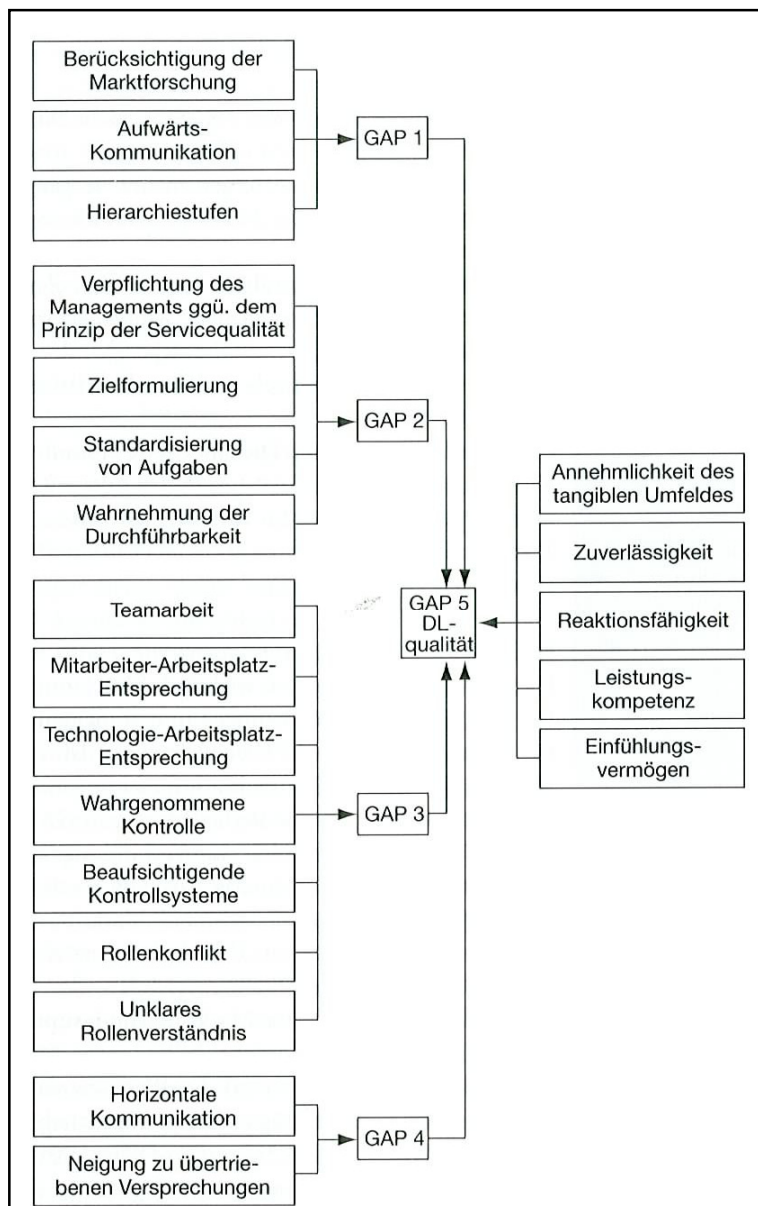 Berücksichtigung der
Marktforschung
Aufwärts-
Kommunikation
Hierarchiestufen
GAP 1
Verpflichtung des
Managements ggü. dem
Prinzip der Servicequalität
Zielformulierung
Standardisierung
von Aufgaben
Wahrnehmung der
Durchführbarkeit
GAP 2
Teamarbeit
Mitarbeiter-Arbeitsplatz-
Entsprechung
Technologie-Arbeitsplatz-
Entsprechung
Wahrgenommene
Kontrolle
Beaufsichtigende
Kontrollsysteme
Rollenkonflikt
Unklares
Rollenverständnis
GAP 3
Horizontale
Kommunikation
Neigung zu übertrie-
benen Versprechungen
GAP 4
GAP 5
DL-
qualität
Annehmlichkeit des
tangiblen Umfeldes
Zuverlässigkeit
Reaktionsfähigkeit
Leistungs-
kompetenz
Einfühlungs-
vermögen